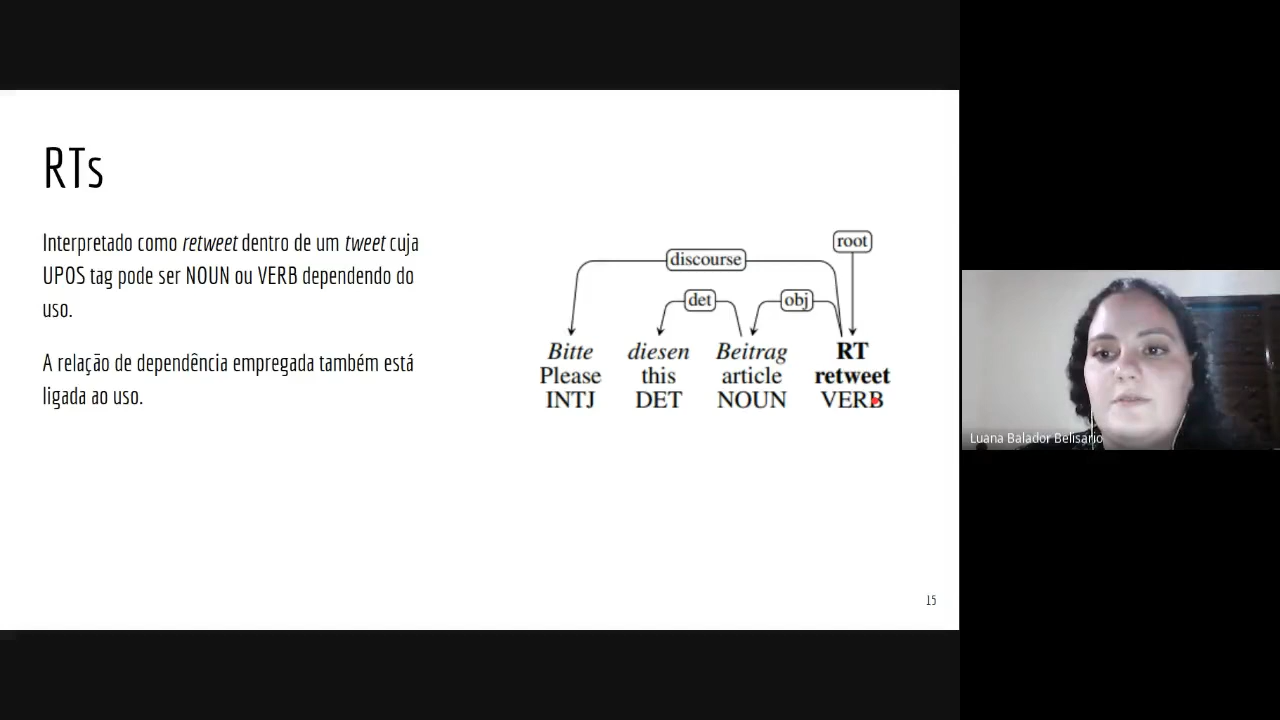 RTs
Interpretado como retweet dentro de um tweet cuja
UPOS tag pode ser NOUN ou VERB dependendo do
uso.
A relação de dependência empregada também está
ligada ao uso.
root
discourse
det obj
Bitte diesen Beitrag RT
Please this article retweet
INTJ DET NOUN VERB
15
Luana Balador Belisario